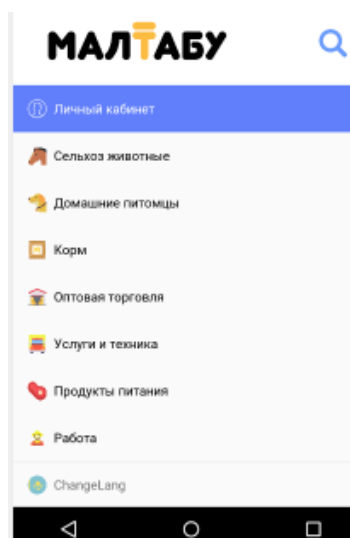 МАЛТАБУ
Личный кабинет
Сельхоз животные
Домашние питомцы
Корм
Оптовая торговля
Услуги и техника
Продукты питания
Работа
ChangeLang